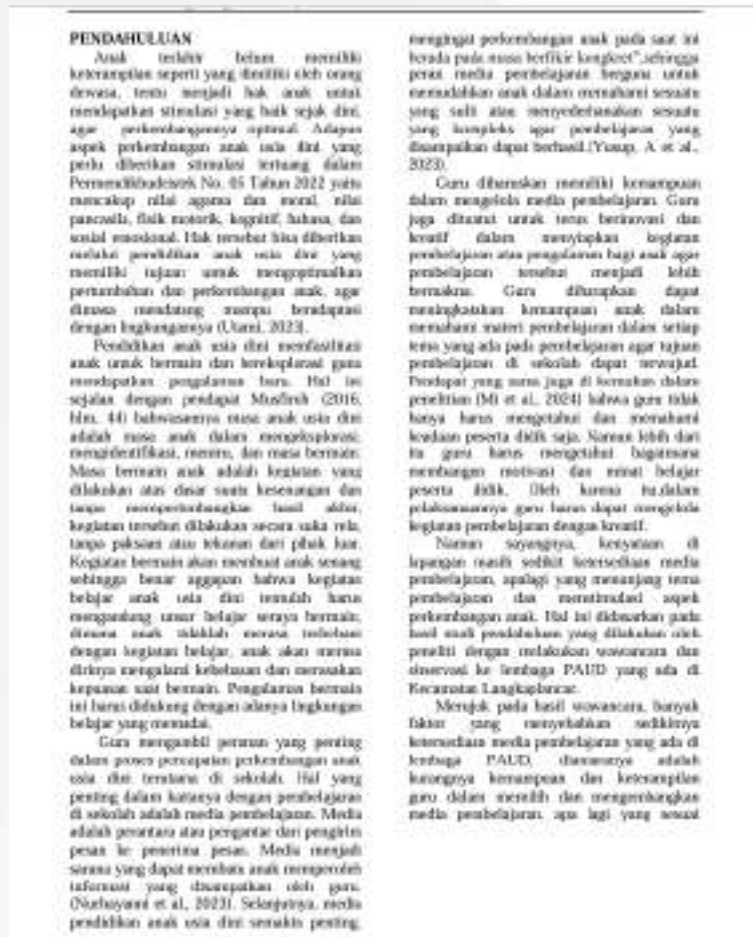 PENDAHULUAN
Anak terlahir belum memiliki
keterampilan seperti yang dimiliki oleh orang
dewasa, tentu menjadi hak anak untuk
mendapatkan stimulasi yang baik sejak dini,
agar perkembangannya optimal. Adapun
aspek perkembangan anak usia dini yang
perlu diberikan stimulasi tertuang dalam
Permendikbudristek No. 05 Tahun 2022 yaitu
mencakup nilai agama dan moral, nilai
pancasila, fisik motorik, kognitif, bahasa, dan
sosial emosional. Hak tersebut bisa diberikan
melalui pendidikan anak usia dini yang
memiliki tujuan untuk mengoptimalkan
pertumbuhan dan perkembangan anak, agar
dimasa mendatang mampu beradaptasi
dengan lingkungannya (Utami, 2023).
Pendidikan anak usia dini memfasilitasi
anak untuk bermain dan bereksplorasi guna
mendapatkan pengalaman baru. Hal ini
sejalan dengan pendapat Musfiroh (2016,
hlm. 44) bahwasannya masa anak usia dini
adalah masa anak dalam mengeksplorasi,
mengidentifikasi, meniru, dan masa bermain.
Masa bermain anak adalah kegiatan yang
dilakukan atas dasar suatu kesenangan dan
tanpa mempertimbangkan hasil akhir,
kegiatan tersebut dilakukan secara suka rela,
tanpa paksaan atau tekanan dari pihak luar.
Kegiatan bermain akan membuat anak senang
sehingga benar aggapan bahwa kegiatan
belajar anak usia dini tentulah harus
mengandung unsur belajar seraya bermain,
dimana anak tidaklah merasa terbebani
dengan kegiatan belajar, anak akan merasa
dirinya mengalami kebebasan dan merasakan
kepuasan saat bermain. Pengalaman bermain
ini harus didukung dengan adanya lingkungan
belajar yang memadai.
Guru mengambil peranan yang penting
dalam proses pencapaian perkembangan anak
usia dini terutama di sekolah. Hal yang
penting dalam kaitanya dengan pembelajaran
di sekolah adalah media pembelajaran. Media
adalah perantara atau pengantar dari pengirim
pesan ke penerima pesan. Media menjadi
sarana yang dapat membatu anak memperoleh
informasi yang disampaikan oleh guru.
(Nurhayanni et al., 2023). Selanjutnya, media
pendidikan anak usia dini semakin penting,
mengingat perkembangan anak pada saat ini
berada pada masa berfikir kongkret",sehingga
peran media pembelajaran berguna untuk
memudahkan anak dalam memahami sesuatu
yang sulit atau menyederhanakan sesuatu
yang kompleks agar pembelajaran yang
disampaikan dapat berhasil.(Yusup, A et al.,
2023).
Guru diharuskan memiliki kemampuan
dalam mengelola media pembelajaran. Guru
juga dituntut untuk terus berinovasi dan
kreatif dalam menyiapkan kegiatan
pembelajaran atau pengalaman bagi anak agar
pembelajaran tersebut menjadi lebih
bermakna. Guru diharapkan dapat
meningkatkan kemampuan anak dalam
memahami materi pembelajaran dalam setiap
tema yang ada pada pembelajaran agar tujuan
pembelajaran di sekolah dapat terwujud.
Pendapat yang sama juga di kemukan dalam
penelitian (Mi et al., 2024) bahwa guru tidak
hanya harus mengetahui dan memahami
keadaan peserta didik saja. Namun lebih dari
itu guru harus mengetahui bagaimana
membangun motivasi dan minat belajar
peserta didik. Oleh karena itu,dalam
pelaksanaannya guru harus dapat mengelola
kegiatan pembelajaran dengan kreatif.
Namun sayangnya, kenyataan di
lapangan masih sedikit ketersediaan media
pembelajaran, apalagi yang menunjang tema
pembelajaran dan menstimulasi aspek
perkembangan anak. Hal ini didasarkan pada
hasil studi pendahuluan yang dilakukan oleh
peneliti dengan melakukan wawancara dan
observasi ke lembaga PAUD yang ada di
Kecamatan Langkaplancar.
Merujuk pada hasil wawancara, banyak
faktor yang menyebabkan sedikitnya
ketersediaan media pembelajaran yang ada di
lembaga PAUD, diantaranya adalah
kurangnya kemampuan dan keterampilan
guru dalam memilih dan mengembangkan
media pembelajaran, apa lagi yang sesuai